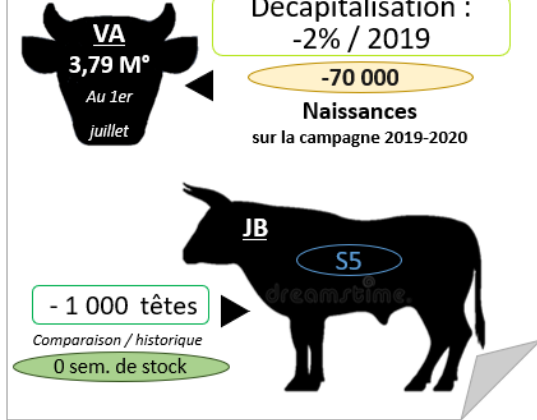 Décapitalisation :
-2% / 2019
VA
3,79 M°
Au 1er
juillet
-70 000
Naissances
sur la campagne 2019-2020
JB
S5
dreamstime.
- 1 000 têtes
Comparaison / historique
0 sem. de stock